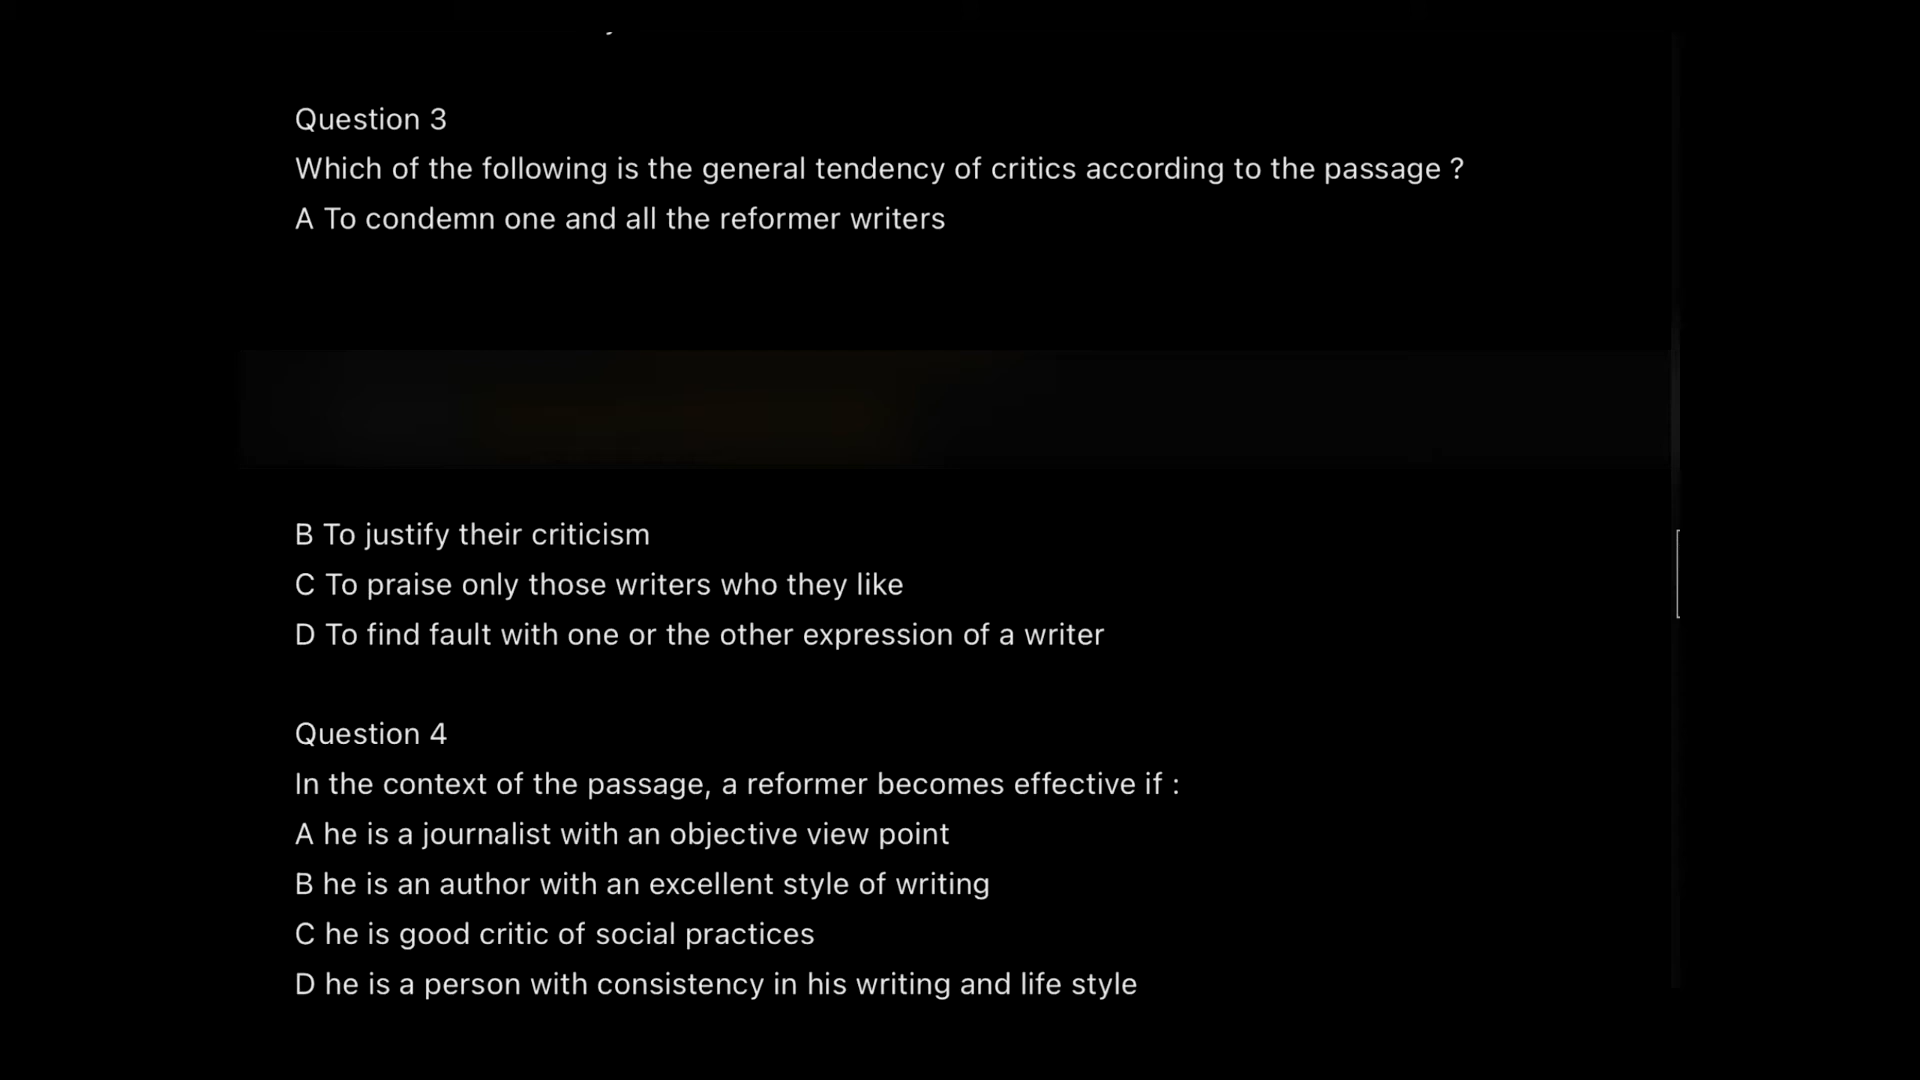 Question 3
Which of the following is the general tendency of critics according to the passage ?
A To condemn one and all the reformer writers
B To justify their criticism
C To praise only those writers who they like
D To find fault with one or the other expression of a writer
Question 4
In the context of the passage, a reformer becomes effective if :
A he is a journalist with an objective view point
B he is an author with an excellent style of writing
C he is good critic of social practices
D he is a person with consistency in his writing and life style